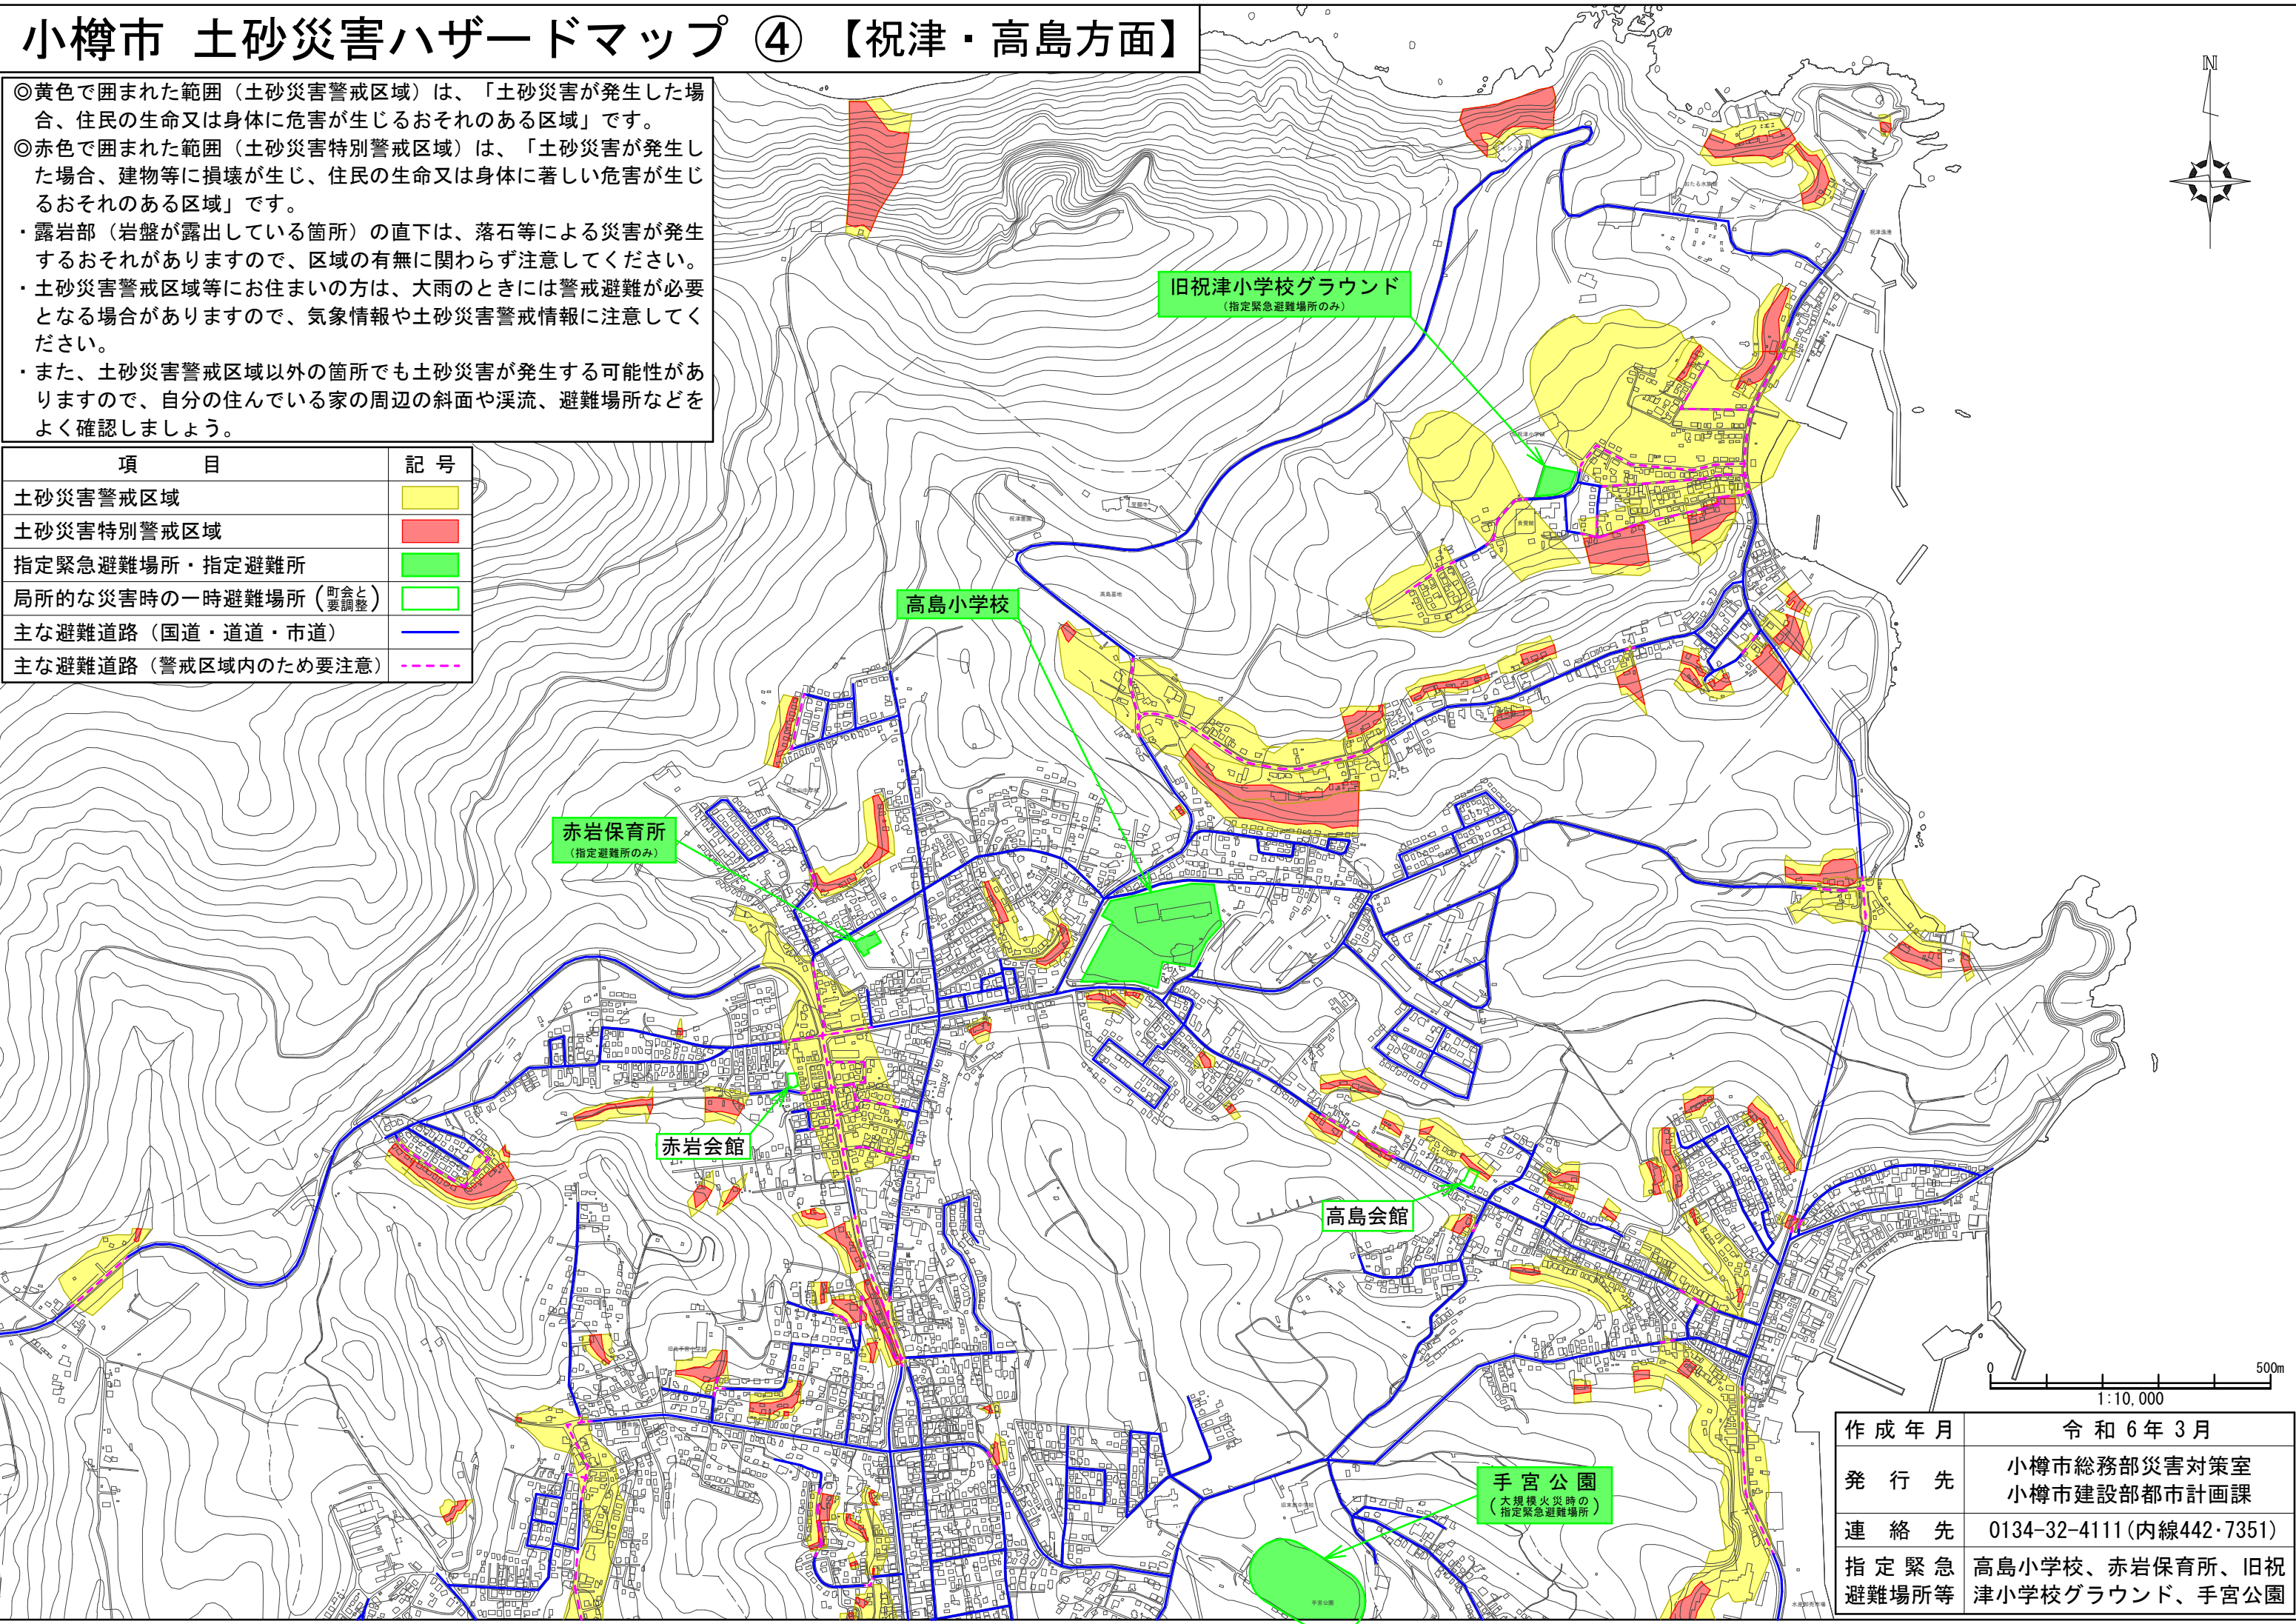 小樽市 土砂災害ハザードマップ ④ 【祝津・高島方面】
◎黄色で囲まれた範囲（土砂災害警戒区域）は、「土砂災害が発生した場
合、住民の生命又は身体に危害が生じるおそれのある区域」です。
◎赤色で囲まれた範囲（土砂災害特別警戒区域）は、「土砂災害が発生し
た場合、建物等に損壊が生じ、住民の生命又は身体に著しい危害が生じ
るおそれのある区域」です。
・露岩部（岩盤が露出している箇所）の直下は、落石等による災害が発生
するおそれがありますので、区域の有無に関わらず注意してください。
・土砂災害警戒区域等にお住まいの方は、大雨のときには警戒避難が必要
となる場合がありますので、気象情報や土砂災害警戒情報に注意してく
ださい。
・また、土砂災害警戒区域以外の箇所でも土砂災害が発生する可能性があ
りますので、自分の住んでいる家の周辺の斜面や渓流、避難場所などを
よく確認しましょう。
項 目 記号
土砂災害警戒区域
土砂災害特別警戒区域
指定緊急避難場所・指定避難所
局所的な災害時の一時避難場所（町会と要調整）
主な避難道路（国道・道道・市道）
主な避難道路（警戒区域内のため要注意）
N
おたる水族館
祝津漁港
旧祝津小学校グラウンド
（指定緊急避難場所のみ）
祝津霊園
高島小学校
高島墓地
赤岩保育所
（指定避難所のみ）
赤岩会館
高島会館
手宮公園
（大規模火災時の
指定緊急避難場所）
手宮公園
0 500m
1:10,000
作成年月 令和6年3月
発行先 小樽市総務部災害対策室
小樽市建設部都市計画課
連絡先 0134-32-4111(内線442・7351)
指定緊急 高島小学校、赤岩保育所、旧祝
避難場所等 津小学校グラウンド、手宮公園